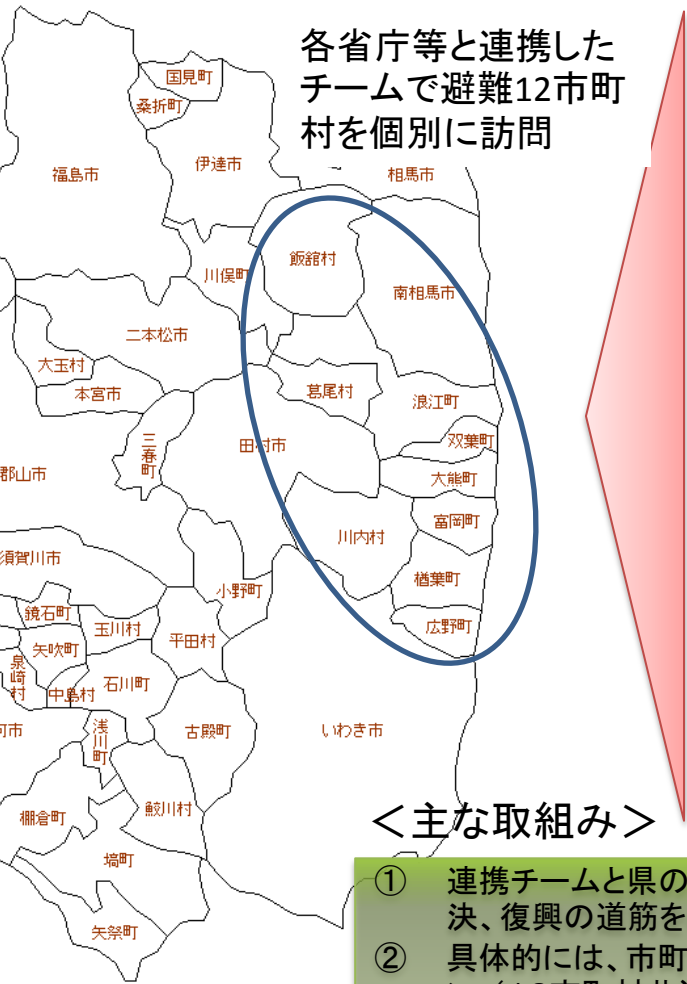 各省庁等と連携した
チームで避難12市町
村を個別に訪問
国見町
桑折町
伊達市
福島市
相馬市
飯舘村
川俣町
南相馬市
二本松市
大玉村
本宮市
葛尾村
浪江町
三春町
田村市
双葉町
大熊町
郡山市
富岡町
川内村
須賀川市
楢葉町
小野町
鏡石町
玉川村
平田村
広野町
矢吹町
泉崎村
中島村
石川町
河市
浅川町
古殿町
いわき市
棚倉町
鮫川村
塙町
矢祭町
＜主な取組み＞
① 連携チームと県の
決、復興の道筋を
② 具体的には、市町